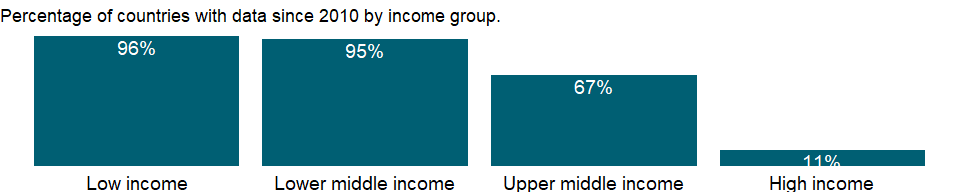 Percentage of countries with data since 2010 by income group.
96%
95%
67%
11%
Low income
Lower middle income
Upper middle income
High income